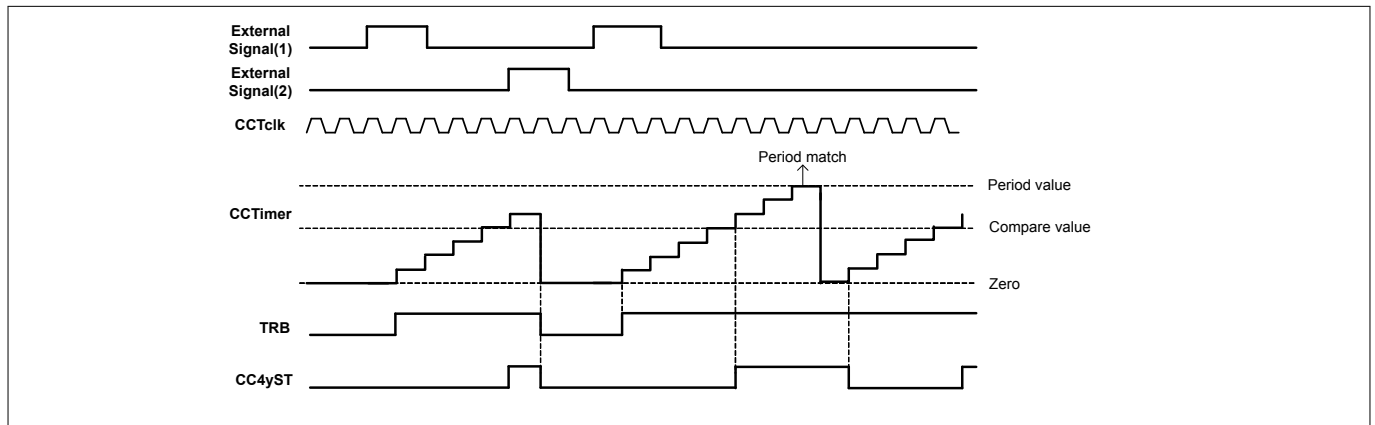 External
Signal(1)
External
Signal(2)
CCTclk
Period match
Period value
CCTimer
Compare value
Zero
TRB
CC4yST